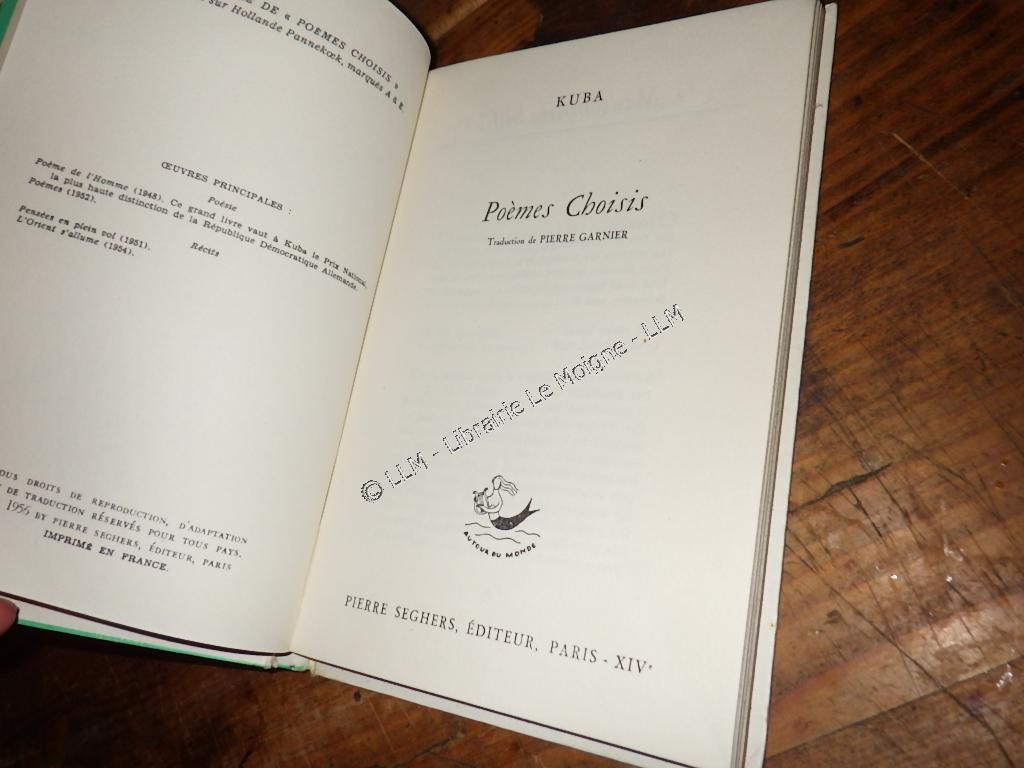 DE « POEMES CHOISIS »
sur Hollande Pannekoek, marqués A à E.
ŒUVRES PRINCIPALES :
Poésie
Poème de l'Homme (1948). Ce grand livre vaut à Kuba le Prix National,
la plus haute distinction de la République Démocratique Allemande.
Poèmes (1952).
Récits
Pensées en plein vol (1951).
L'Orient s'allume (1954).
DROITS DE REPRODUCTION, D'ADAPTATION
DE TRADUCTION RÉSERVÉS POUR TOUS PAYS.
1956 BY PIERRE SEGHERS, ÉDITEUR, PARIS
IMPRIMÉ EN FRANCE.
KUBA
Poèmes Choisis
Traduction de PIERRE GARNIER
© LLM - Librairie Le Moigne - LLM
AUTOUR DU MONDE
PIERRE SEGHERS, ÉDITEUR, PARIS - XIVe